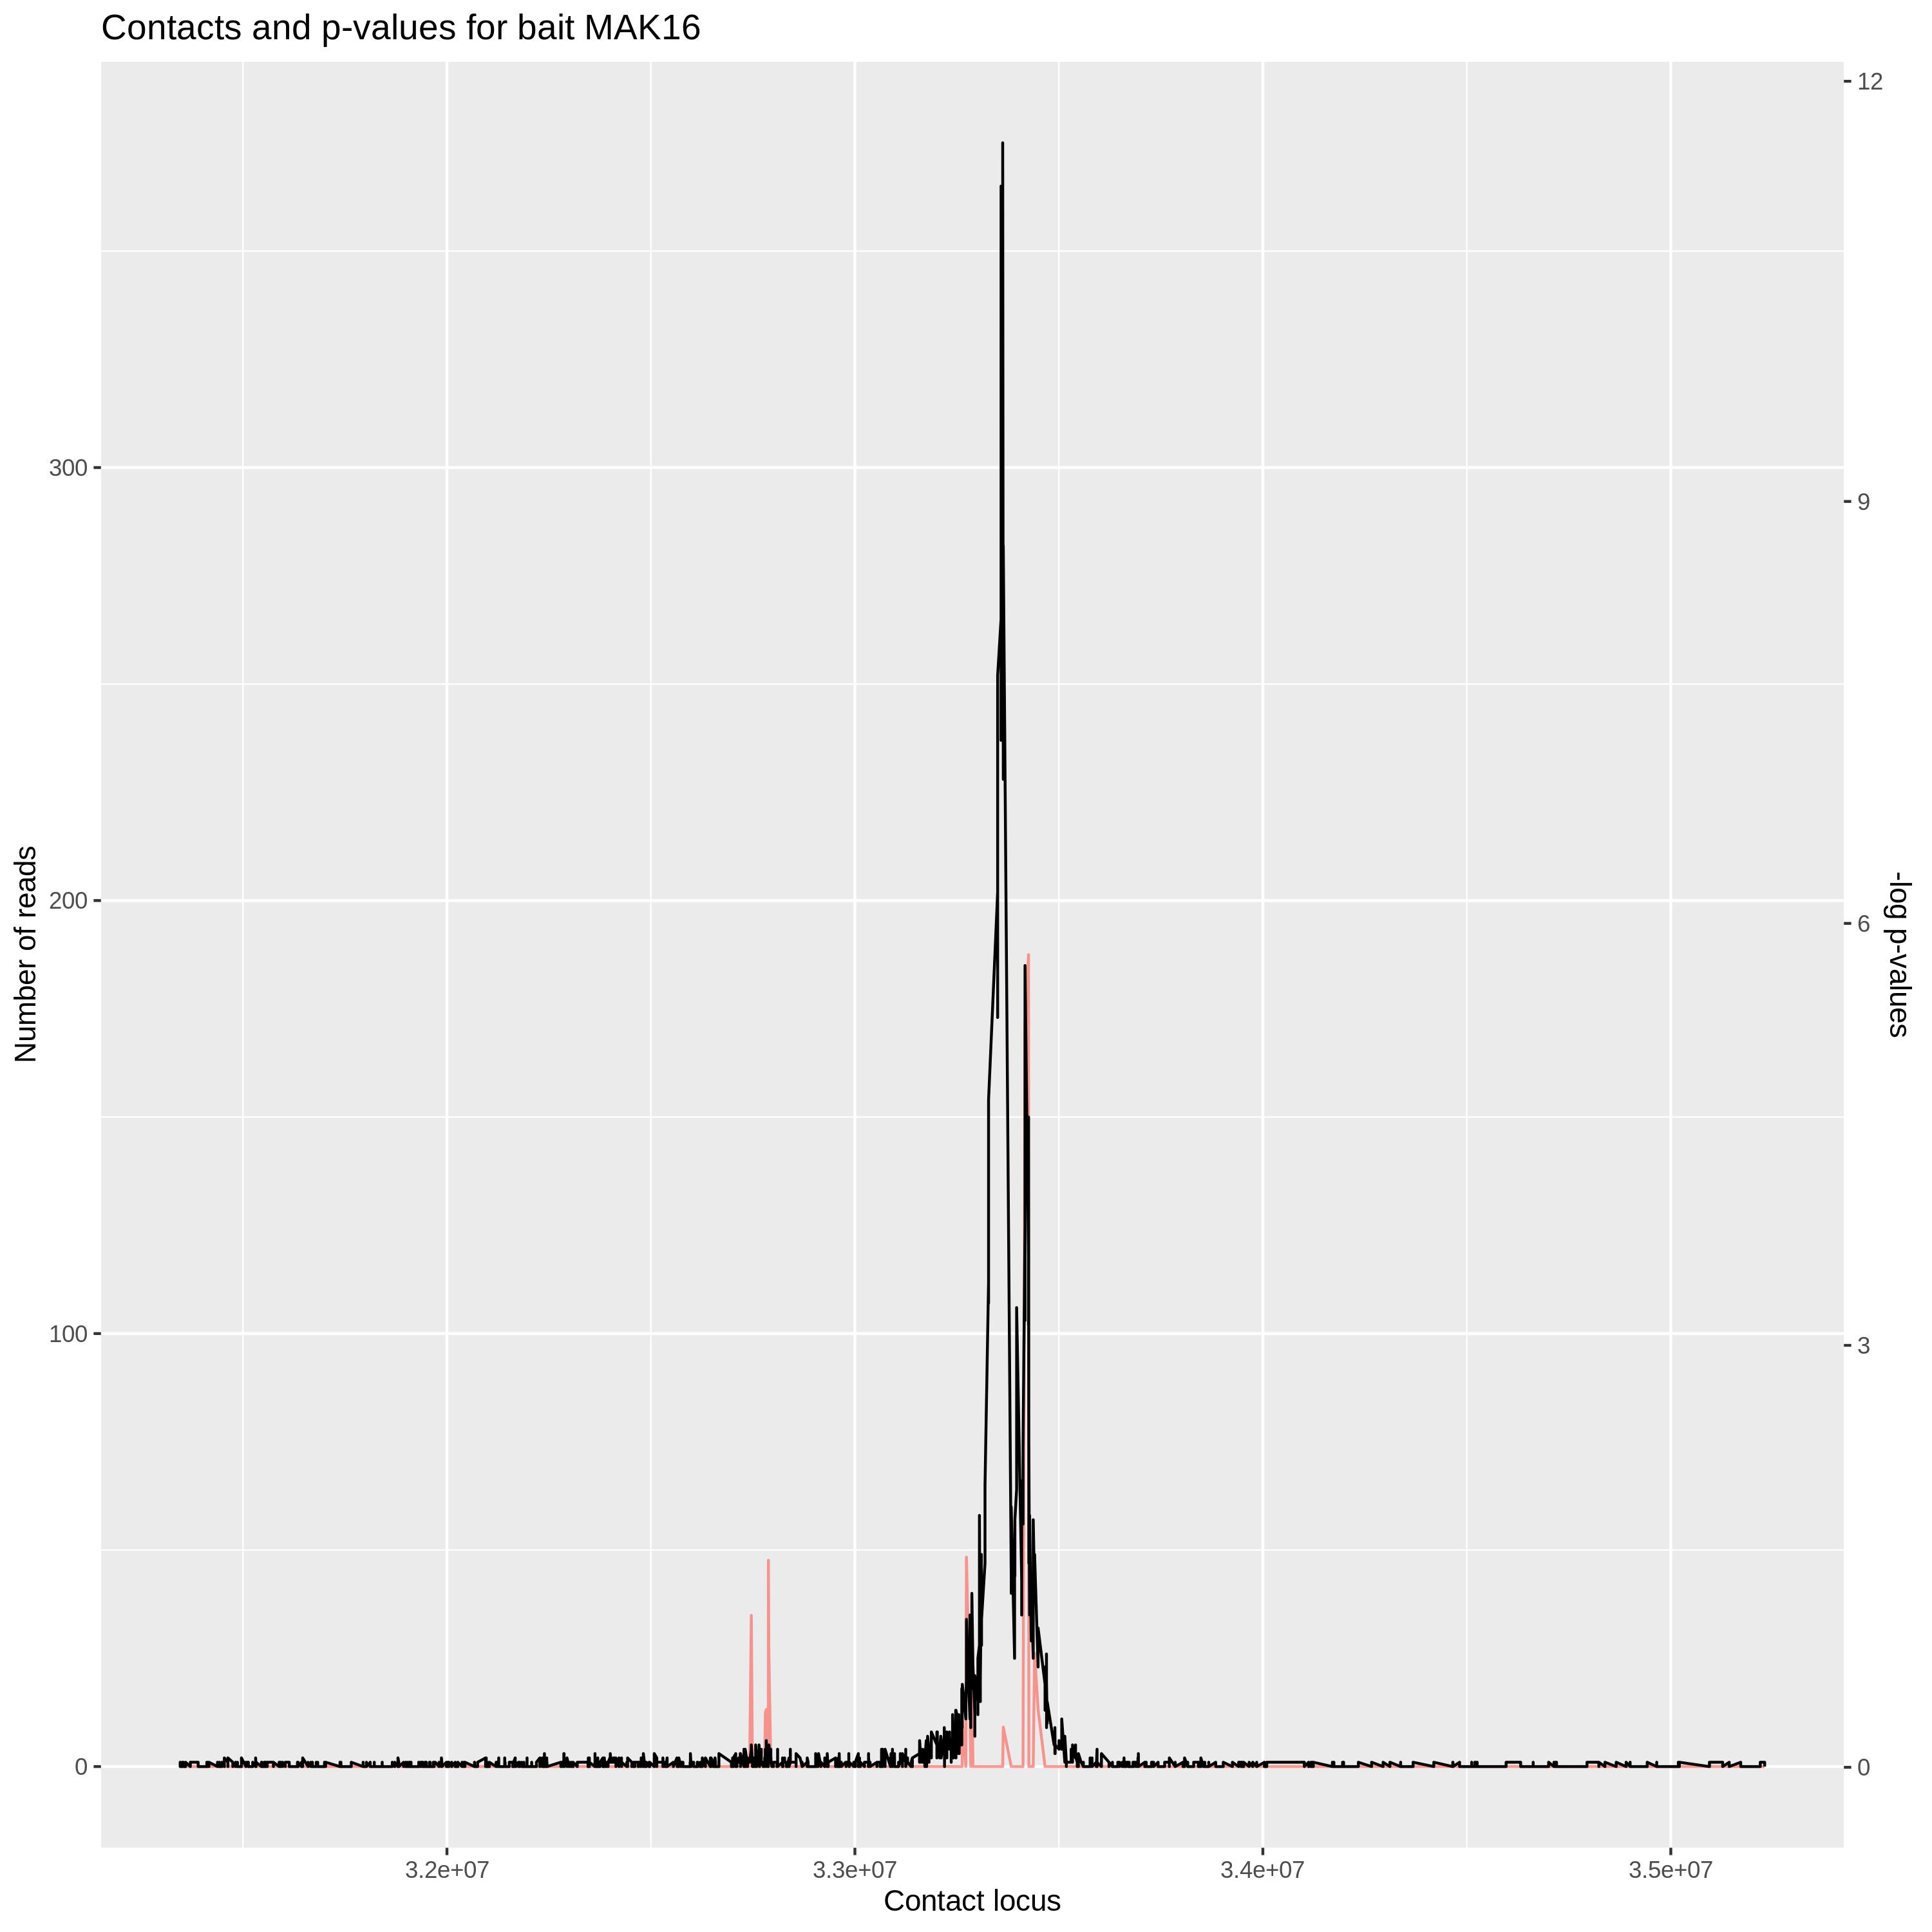 Contacts and p-values for bait MAK16
12
300
9
200
6
100
3
0
0
Number of reads
-log p-values
3.2e+07
3.3e+07
3.4e+07
3.5e+07
Contact locus